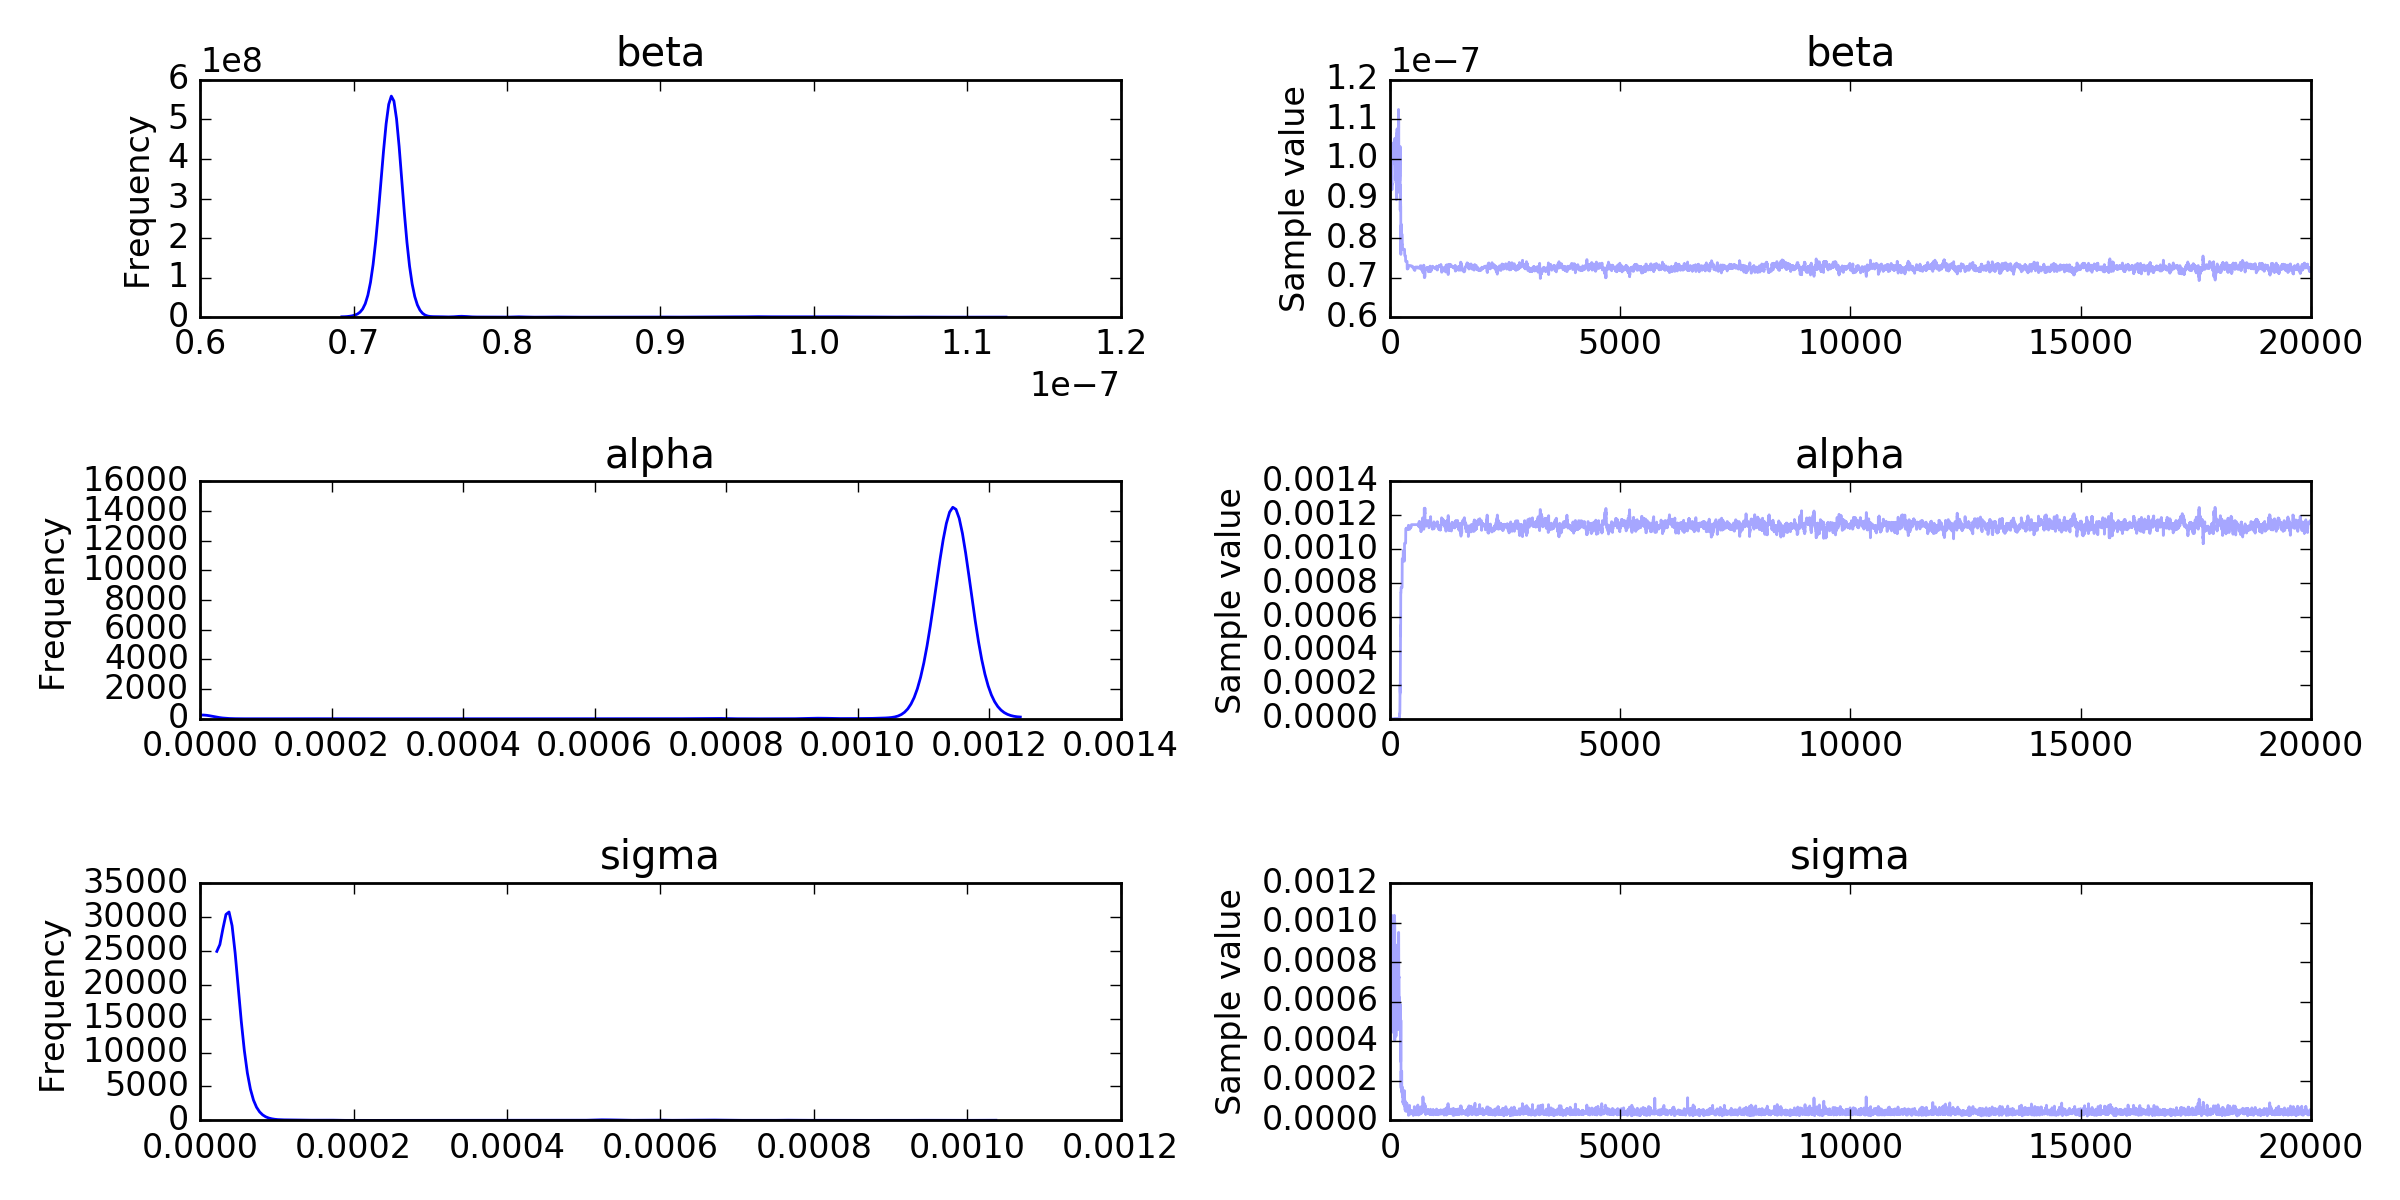 beta
1e8
Frequency
6
5
4
3
2
1
0
0.6 0.7 0.8 0.9 1.0 1.1 1.2
1e−7
beta
1e−7
Sample value
1.2
1.1
1.0
0.9
0.8
0.7
0.6
0 5000 10000 15000 20000
alpha
Frequency
16000
14000
12000
10000
8000
6000
4000
2000
0
0.0000 0.0002 0.0004 0.0006 0.0008 0.0010 0.0012 0.0014
alpha
Sample value
0.0014
0.0012
0.0010
0.0008
0.0006
0.0004
0.0002
0.0000
0 5000 10000 15000 20000
sigma
Frequency
35000
30000
25000
20000
15000
10000
5000
0
0.0000 0.0002 0.0004 0.0006 0.0008 0.0010 0.0012
sigma
Sample value
0.0012
0.0010
0.0008
0.0006
0.0004
0.0002
0.0000
0 5000 10000 15000 20000